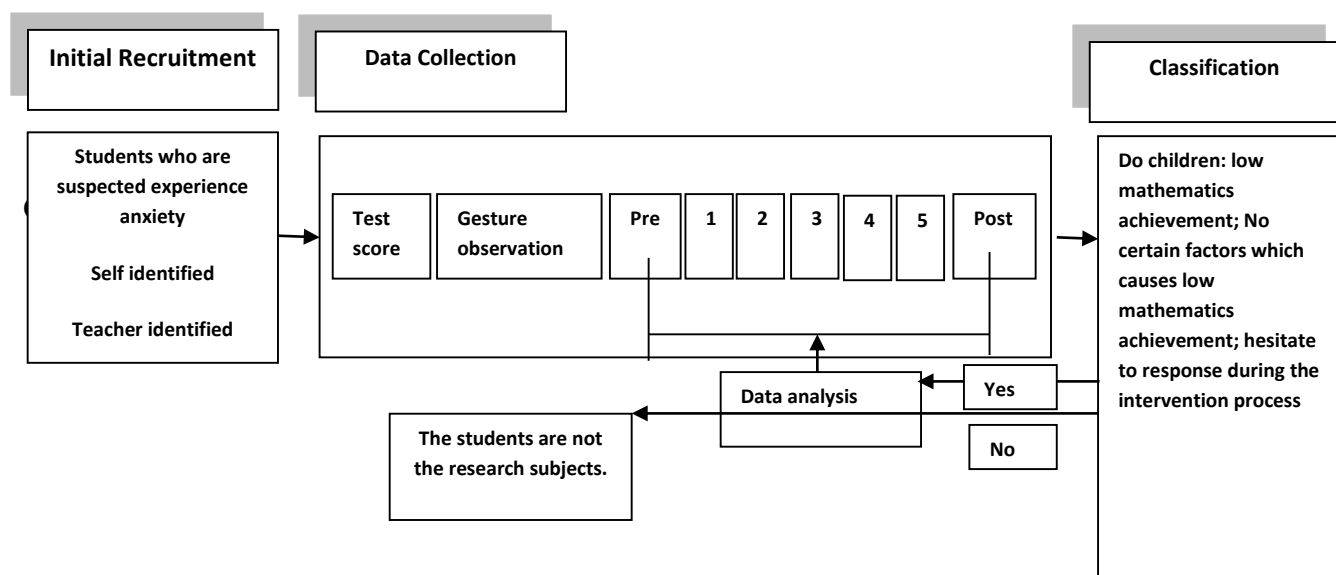 Initial Recruitment
Data Collection
Classification
Students who are
suspected experience
anxiety
Self identified
Teacher identified
Test
score
Gesture
observation
Pre
1
2
3
4
5
Post
Do children: low
mathematics
achievement; No
certain factors which
causes low
mathematics
achievement; hesitate
to response during the
intervention process
Data analysis
Yes
The students are not
the research subjects.
No